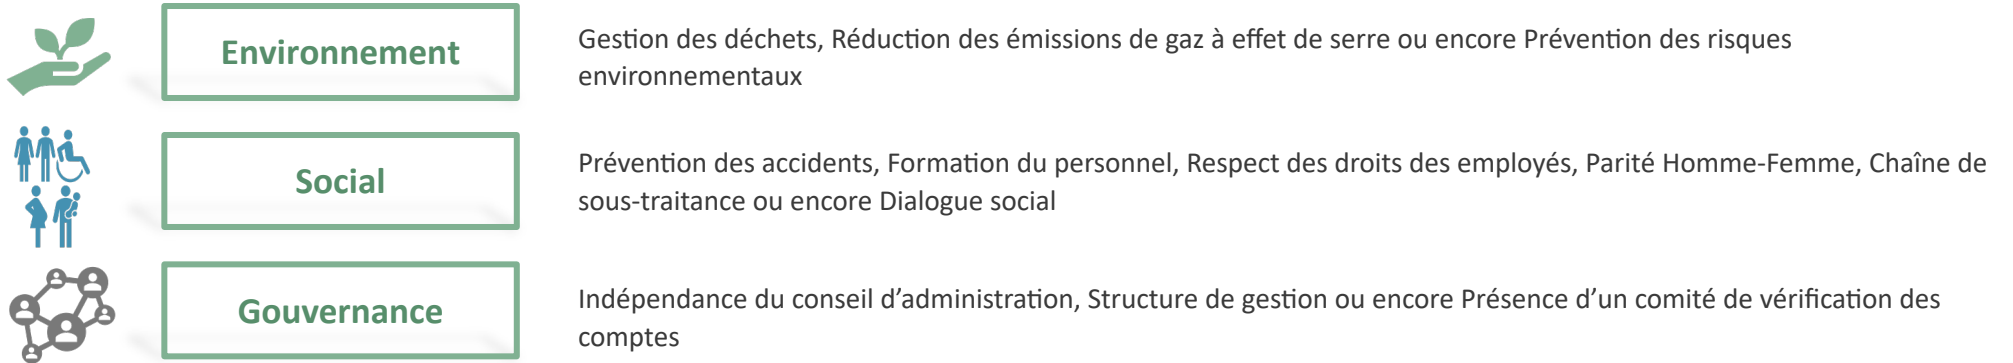 Environnement
Gestion des déchets, Réduction des émissions de gaz à effet de serre ou encore Prévention des risques
environnementaux
Social
Prévention des accidents, Formation du personnel, Respect des droits des employés, Parité Homme-Femme, Chaîne de
sous-traitance ou encore Dialogue social
Gouvernance
Indépendance du conseil d’administration, Structure de gestion ou encore Présence d’un comité de vérification des
comptes